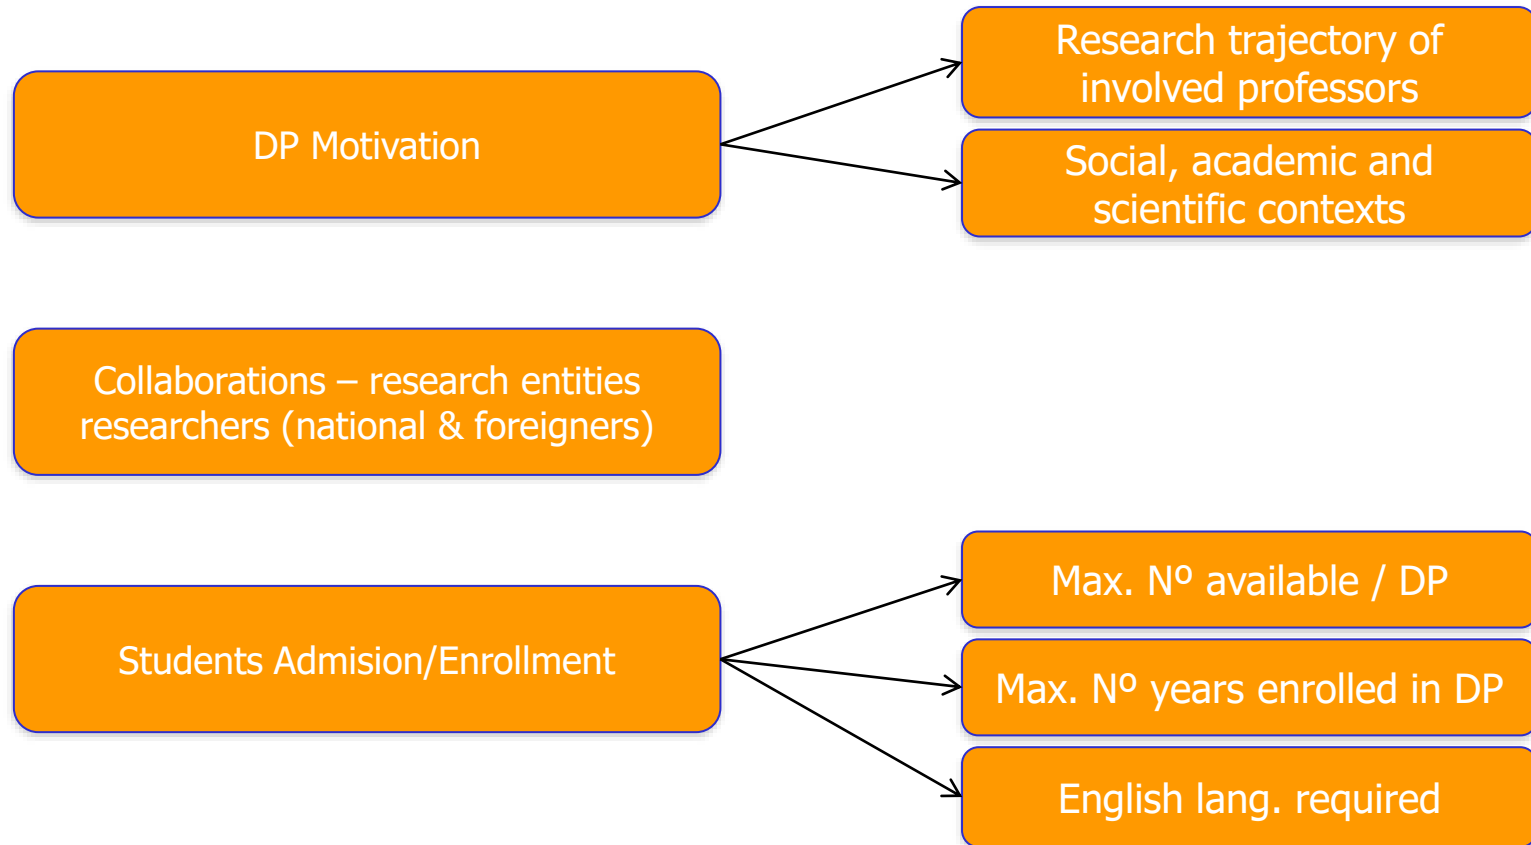 DP Motivation
Research trajectory of
involved professors
Social, academic and
scientific contexts
Collaborations – research entities
researchers (national & foreigners)
Students Admision/Enrollment
Max. Nº available / DP
Max. Nº years enrolled in DP
English lang. required